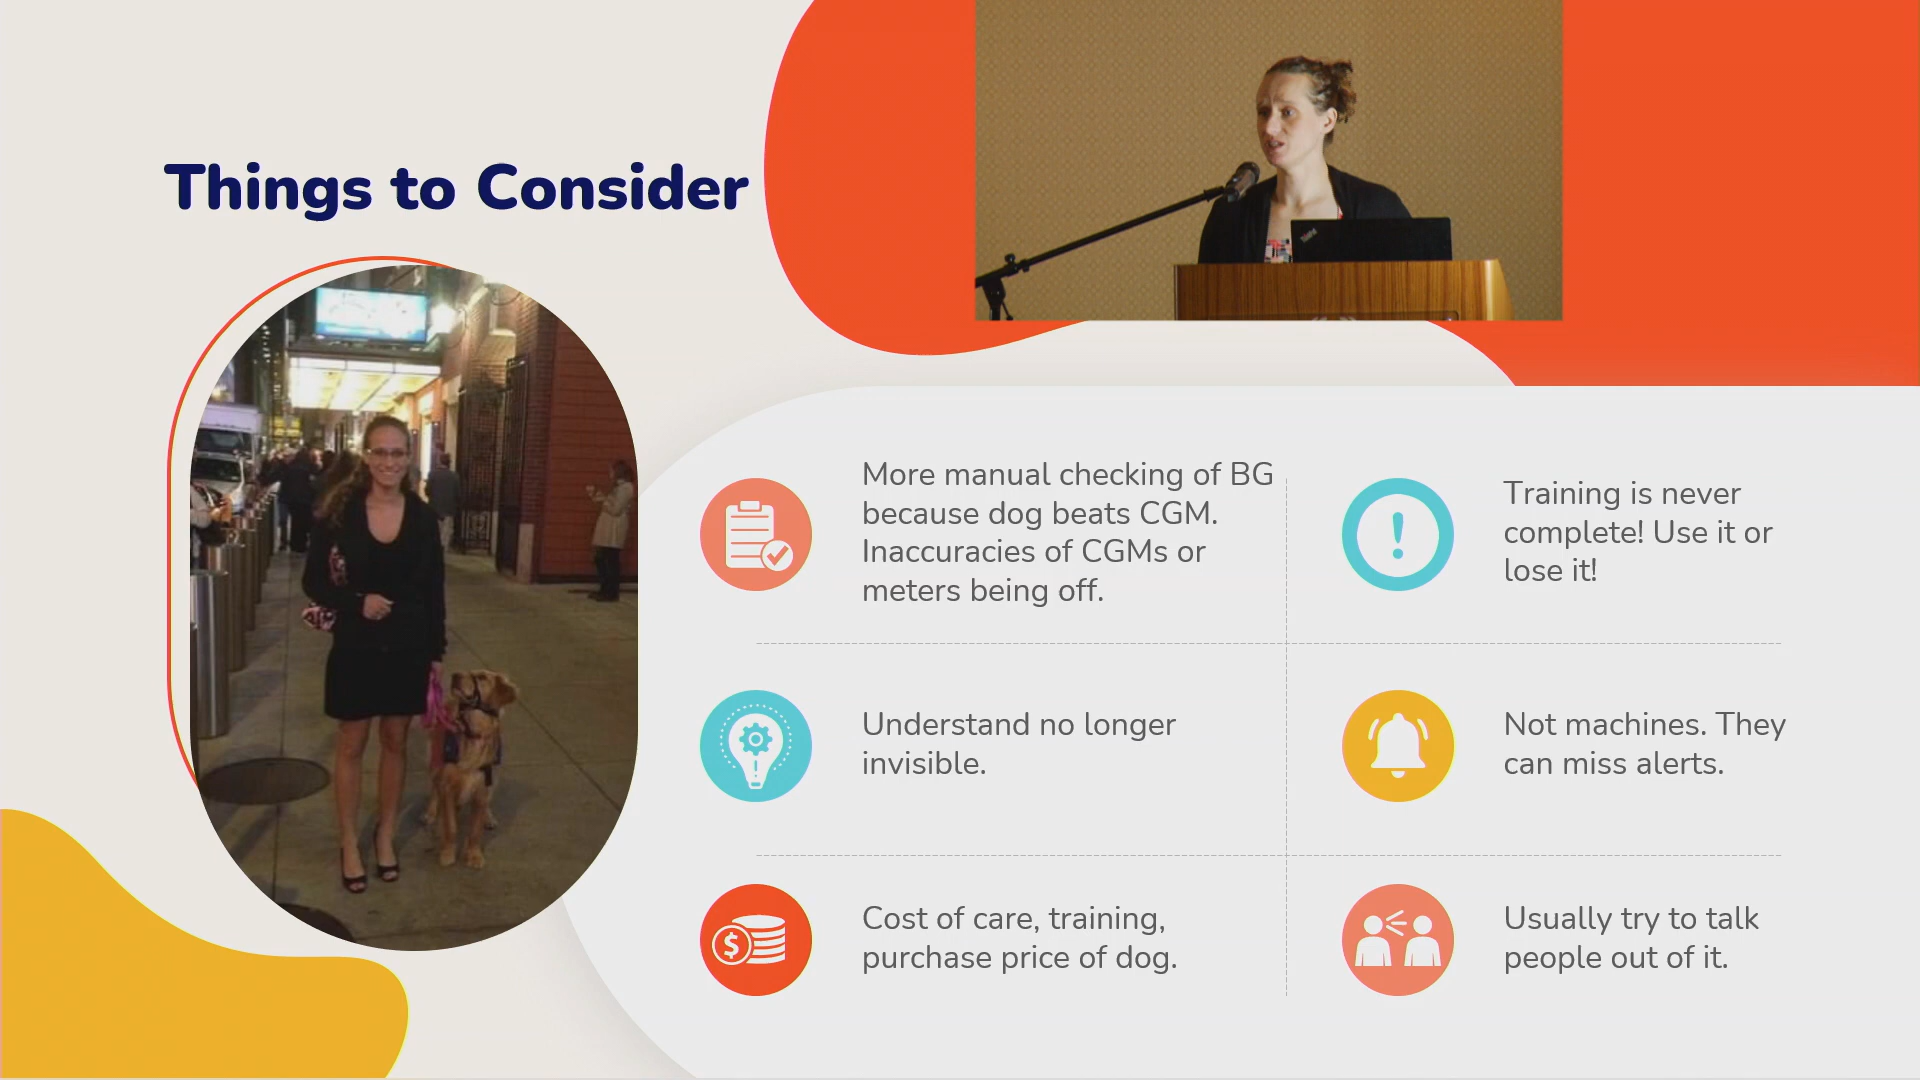 Things to Consider
More manual checking of BG
because dog beats CGM.
Inaccuracies of CGMs or
meters being off.
Training is never
complete! Use it or
lose it!
Understand no longer
invisible.
Not machines. They
can miss alerts.
Cost of care, training,
purchase price of dog.
Usually try to talk
people out of it.